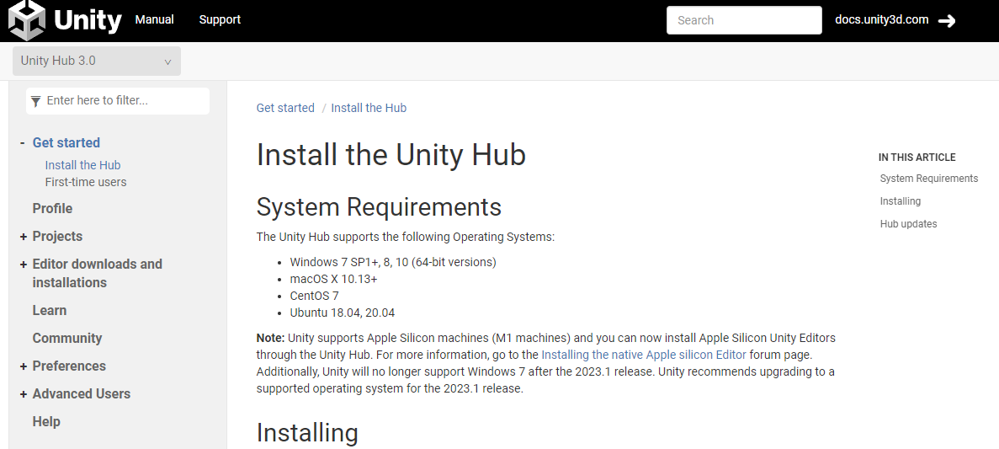 Unity Manual Support Search docs.unity3d.com
Unity Hub 3.0
Enter here to filter...
- Get started
Install the Hub
First-time users
Profile
+ Projects
+ Editor downloads and
installations
Learn
Community
+ Preferences
+ Advanced Users
Help
Get started / Install the Hub
Install the Unity Hub
System Requirements
The Unity Hub supports the following Operating Systems:
• Windows 7 SP1+, 8, 10 (64-bit versions)
• macOS X 10.13+
• CentOS 7
• Ubuntu 18.04, 20.04
Note: Unity supports Apple Silicon machines (M1 machines) and you can now install Apple Silicon Unity Editors
through the Unity Hub. For more information, go to the Installing the native Apple silicon Editor forum page.
Additionally, Unity will no longer support Windows 7 after the 2023.1 release. Unity recommends upgrading to a
supported operating system for the 2023.1 release.
Installing
IN THIS ARTICLE
System Requirements
Installing
Hub updates